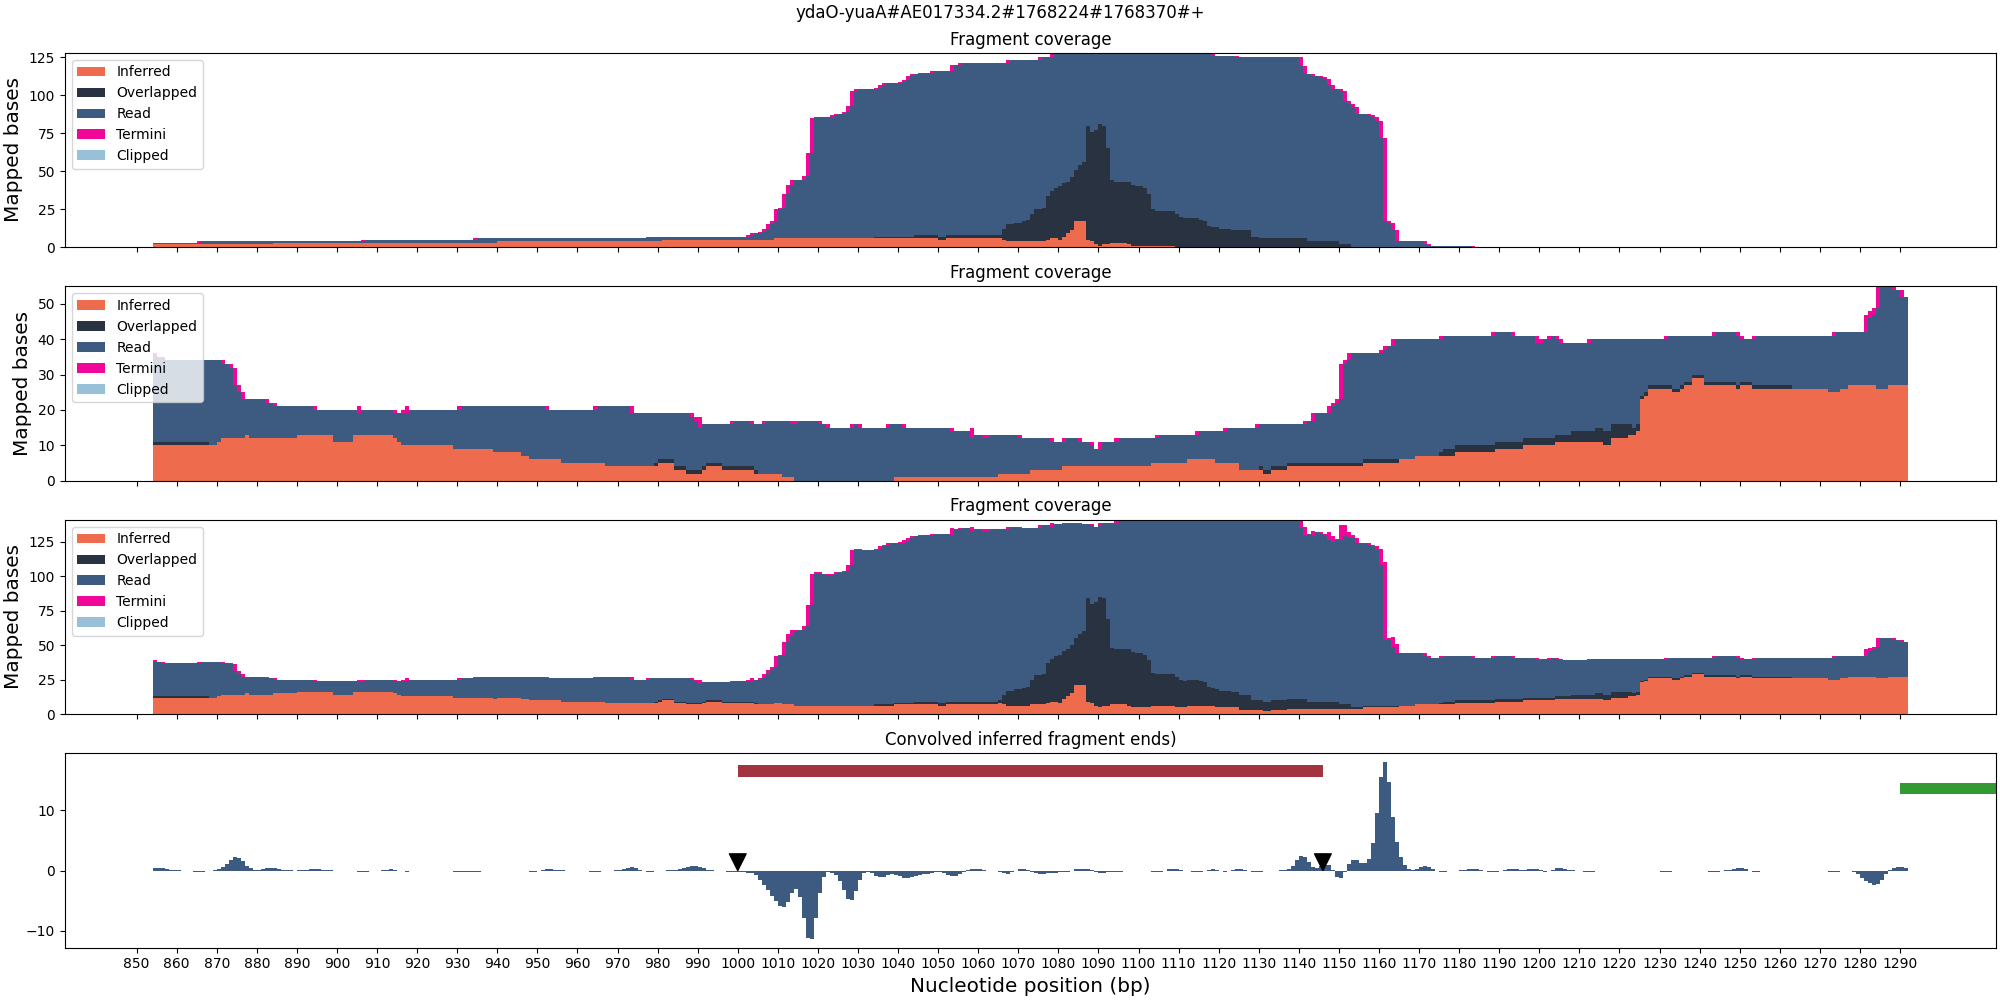 ydaO-yuaA#AE017334.2#1768224#1768370#+
Fragment coverage
Mapped bases
125
100
75
50
25
0
Inferred
Overlapped
Read
Termini
Clipped
Fragment coverage
Mapped bases
50
40
30
20
10
0
Inferred
Overlapped
Read
Termini
Clipped
Fragment coverage
Mapped bases
125
100
75
50
25
0
Inferred
Overlapped
Read
Termini
Clipped
Convolved inferred fragment ends)
10
0
−10
850 860 870 880 890 900 910 920 930 940 950 960 970 980 990 1000 1010 1020 1030 1040 1050 1060 1070 1080 1090 1100 1110 1120 1130 1140 1150 1160 1170 1180 1190 1200 1210 1220 1230 1240 1250 1260 1270 1280 1290
Nucleotide position (bp)